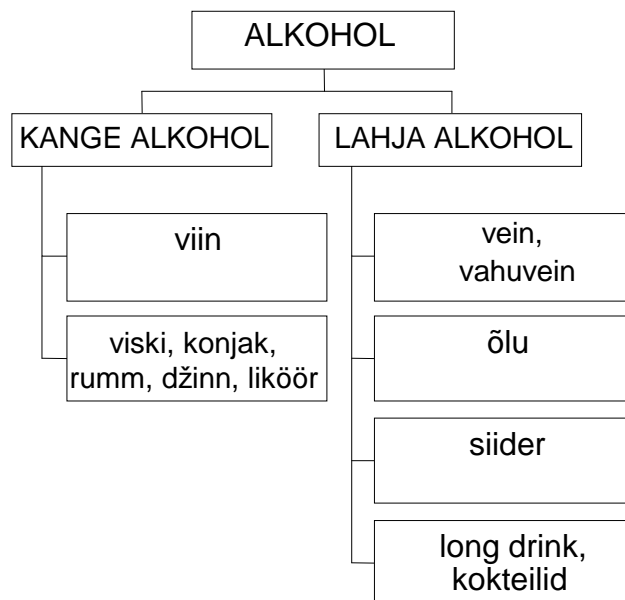 ALKOHOL
KANGE ALKOHOL
LAHJA ALKOHOL
viin
viski, konjak,
rumm, džinn, liköör
vein,
vahuvein
õlu
siider
long drink,
kokteilid